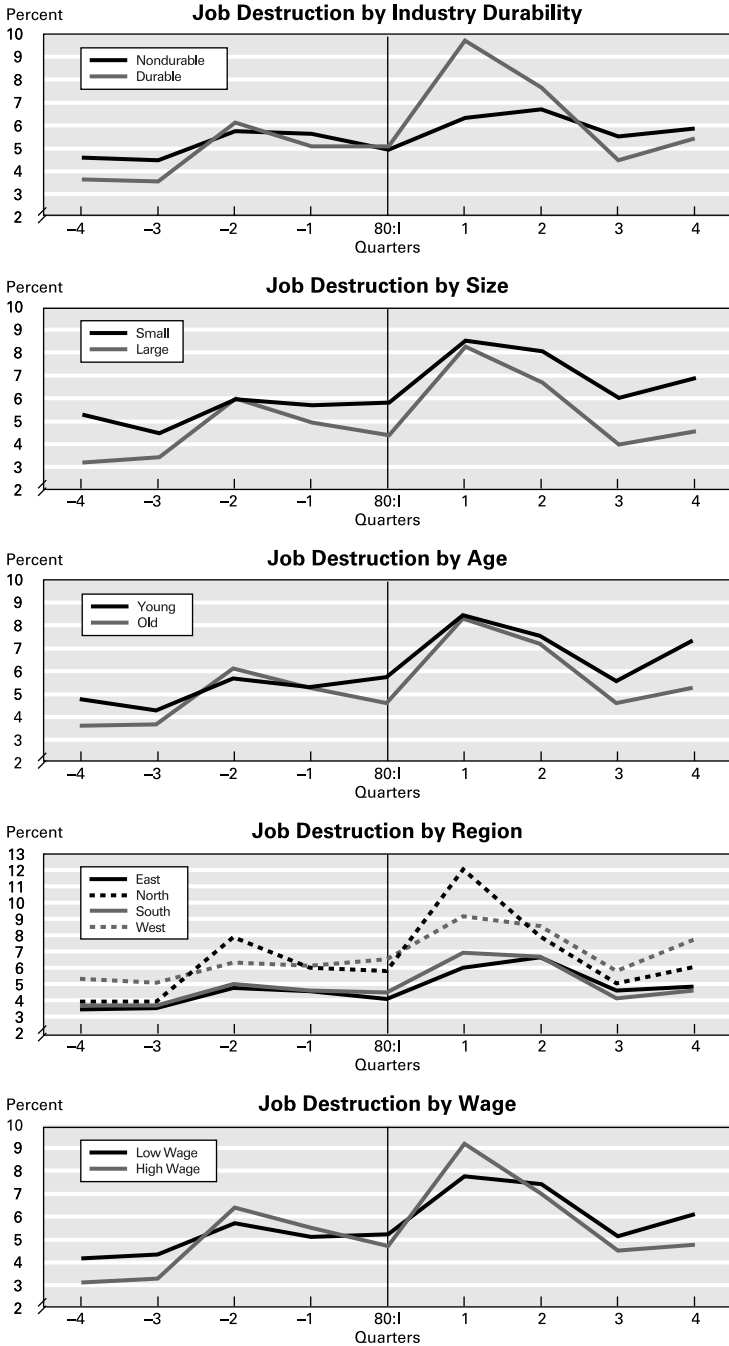 Job Destruction by Industry Durability
Percent
10
9
8
7
6
5
4
3
2
Nondurable
Durable
–4 –3 –2 –1 80:I 1 2 3 4
Quarters
Job Destruction by Size
Percent
10
9
8
7
6
5
4
3
2
Small
Large
–4 –3 –2 –1 80:I 1 2 3 4
Quarters
Job Destruction by Age
Percent
10
9
8
7
6
5
4
3
2
Young
Old
–4 –3 –2 –1 80:I 1 2 3 4
Quarters
Job Destruction by Region
Percent
13
12
11
10
9
8
7
6
5
4
3
2
East
North
South
West
–4 –3 –2 –1 80:I 1 2 3 4
Quarters
Job Destruction by Wage
Percent
10
9
8
7
6
5
4
3
2
Low Wage
High Wage
–4 –3 –2 –1 80:I 1 2 3 4
Quarters